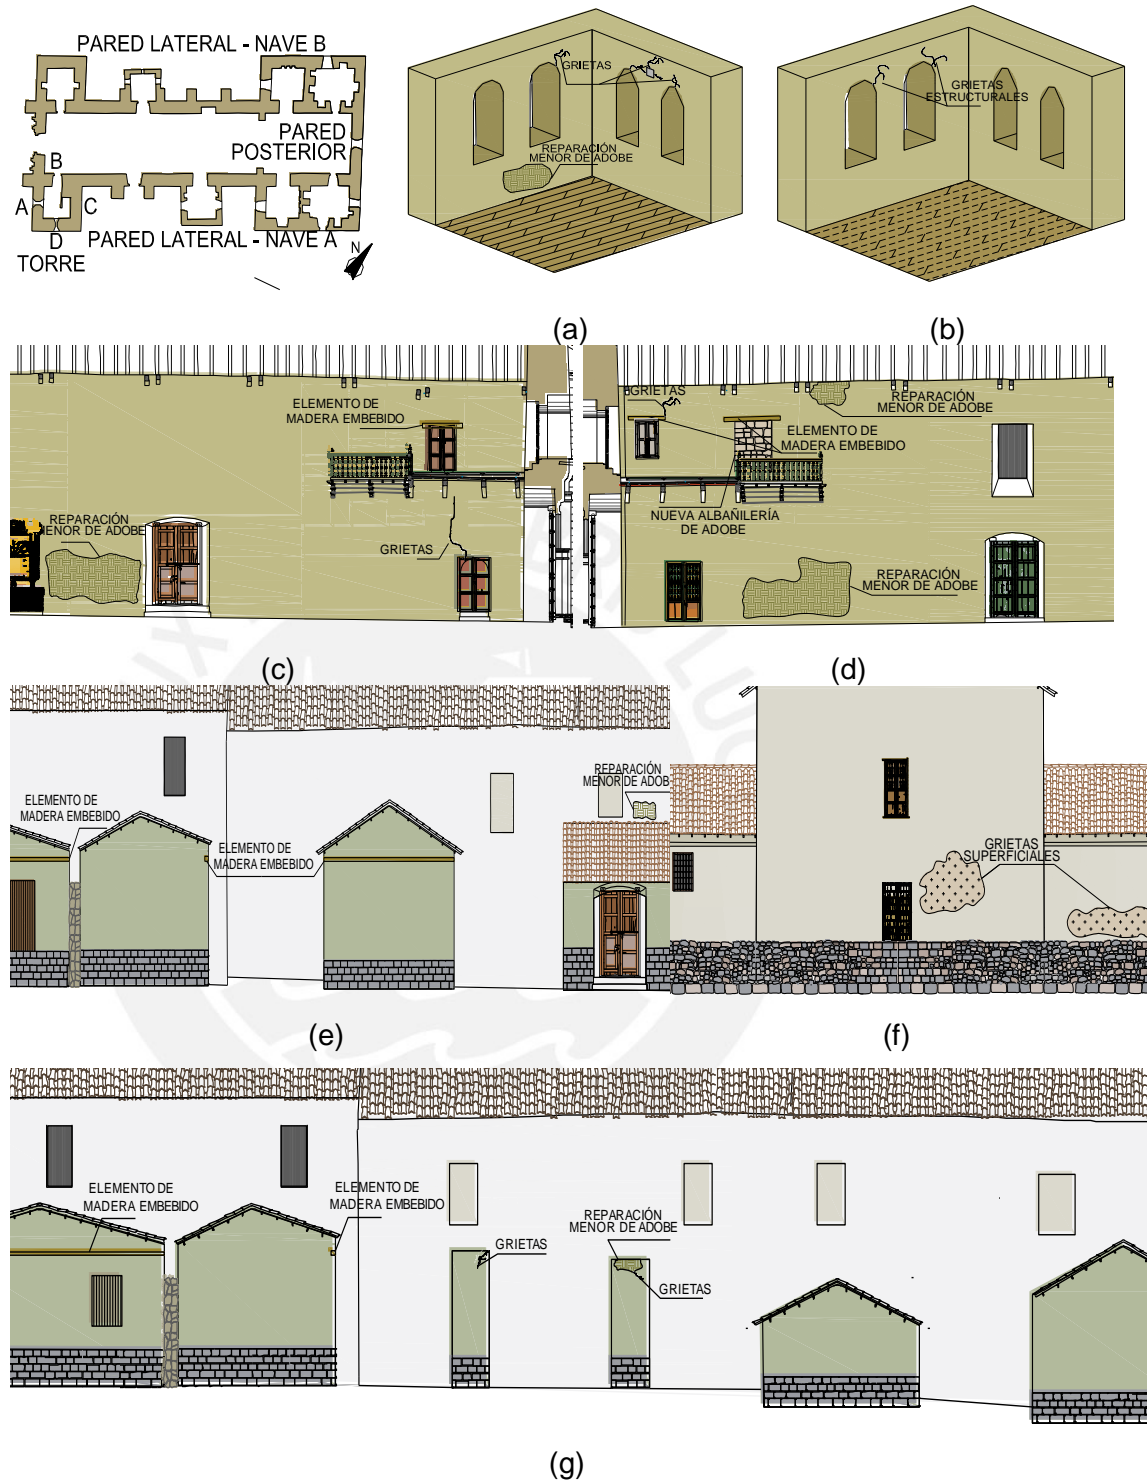 PARED LATERAL - NAVE B
PARED
POSTERIOR
B
A
C
D
PARED LATERAL - NAVE A
TORRE
N
GRIETAS
REPARACIÓN
MENOR DE ADOBE
GRIETAS
ESTRUCTURALES
(a)
(b)
ELEMENTO DE
MADERA EMBEBIDO
REPARACIÓN
MENOR DE ADOBE
GRIETAS
GRIETAS
REPARACIÓN
MENOR DE ADOBE
ELEMENTO DE
MADERA EMBEBIDO
NUEVA ALBAÑILERÍA
DE ADOBE
REPARACIÓN
MENOR DE ADOBE
(c)
(d)
ELEMENTO DE
MADERA EMBEBIDO
ELEMENTO DE
MADERA EMBEBIDO
REPARACIÓN
MENOR DE ADOB
GRIETAS
SUPERFICIALES
(e)
(f)
ELEMENTO DE
MADERA EMBEBIDO
ELEMENTO DE
MADERA EMBEBIDO
GRIETAS
REPARACIÓN
MENOR DE ADOBE
GRIETAS
(g)